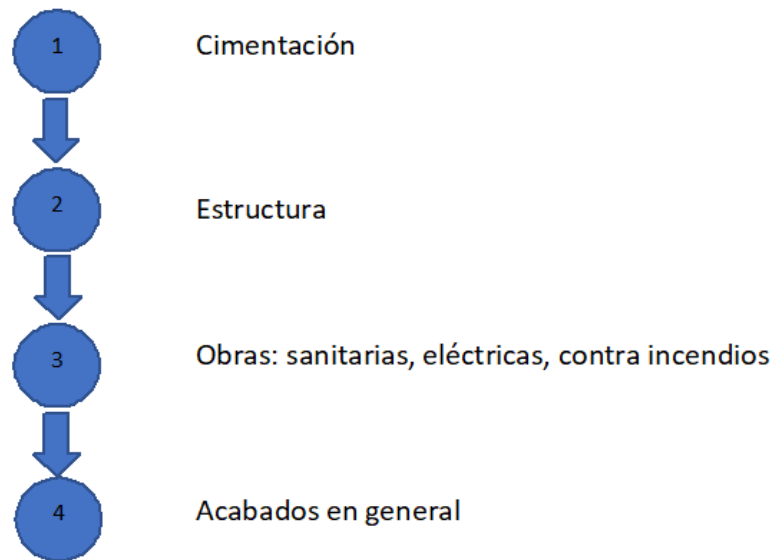 1 Cimentación
2 Estructura
3 Obras: sanitarias, eléctricas, contra incendios
4 Acabados en general